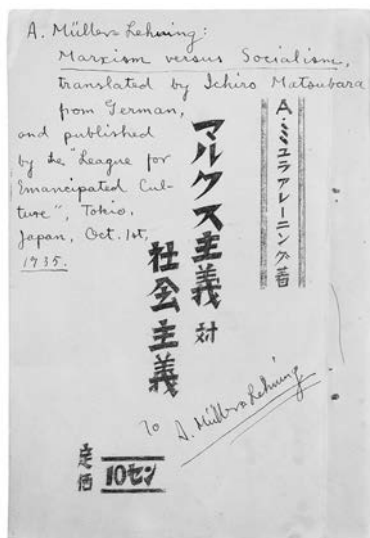 A. Müller Lehning:
Marxism versus Socialism,
translated by Ichiro Matsubara
from German,
and published
by the "League for
Emancipated Cul-
ture", Tokio,
Japan, Oct. 1st,
1935.
A・ミュラアレーニング著
マルクス主義 対
社会主義
To A. Müller Lehning
定価 10セン